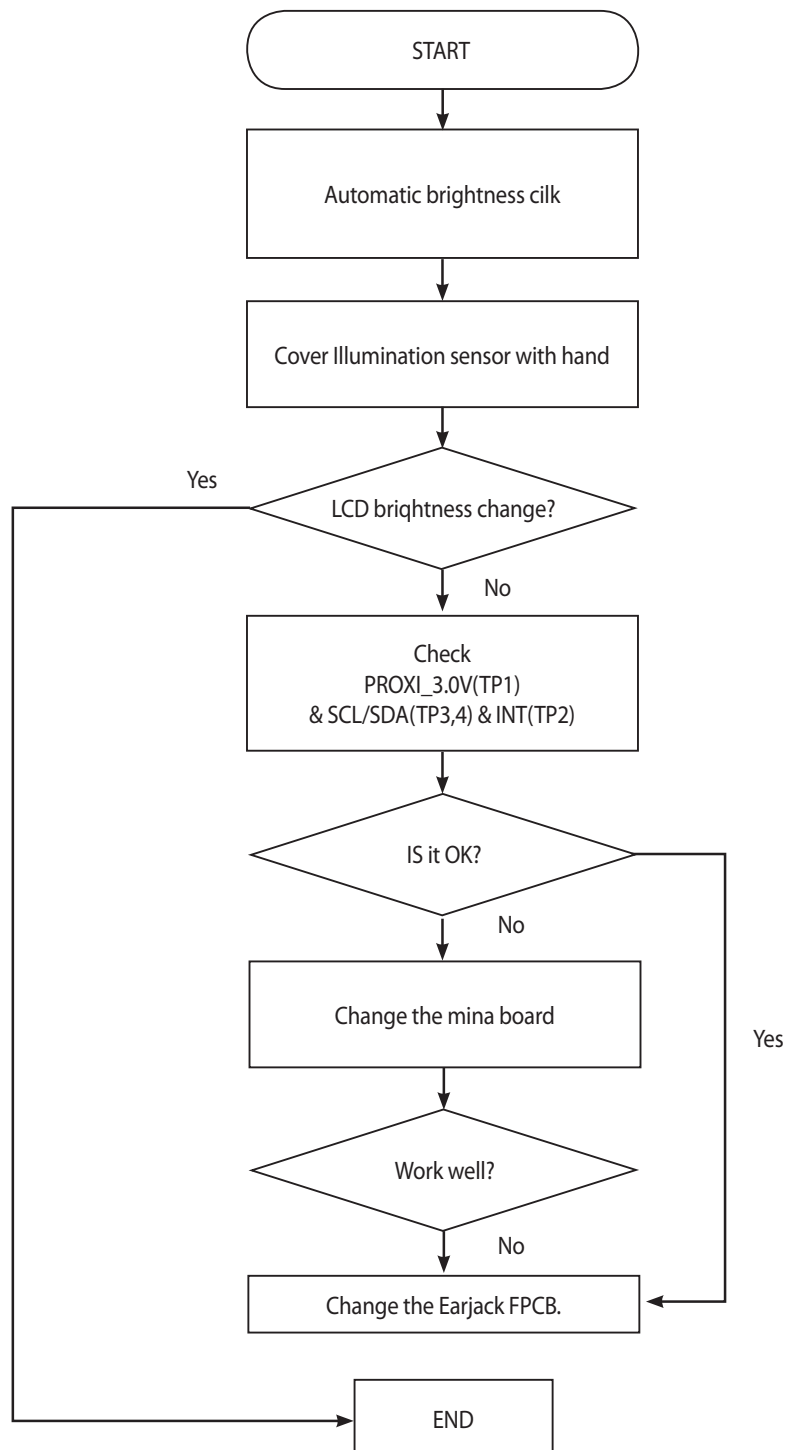 START
Automatic brightness cilk
Cover Illumination sensor with hand
Yes
LCD briqhtness change?
No
Check
PROXI_3.0V(TP1)
& SCL/SDA(TP3,4) & INT(TP2)
IS it OK?
No
Change the mina board
Yes
Work well?
No
Change the Earjack FPCB.
END